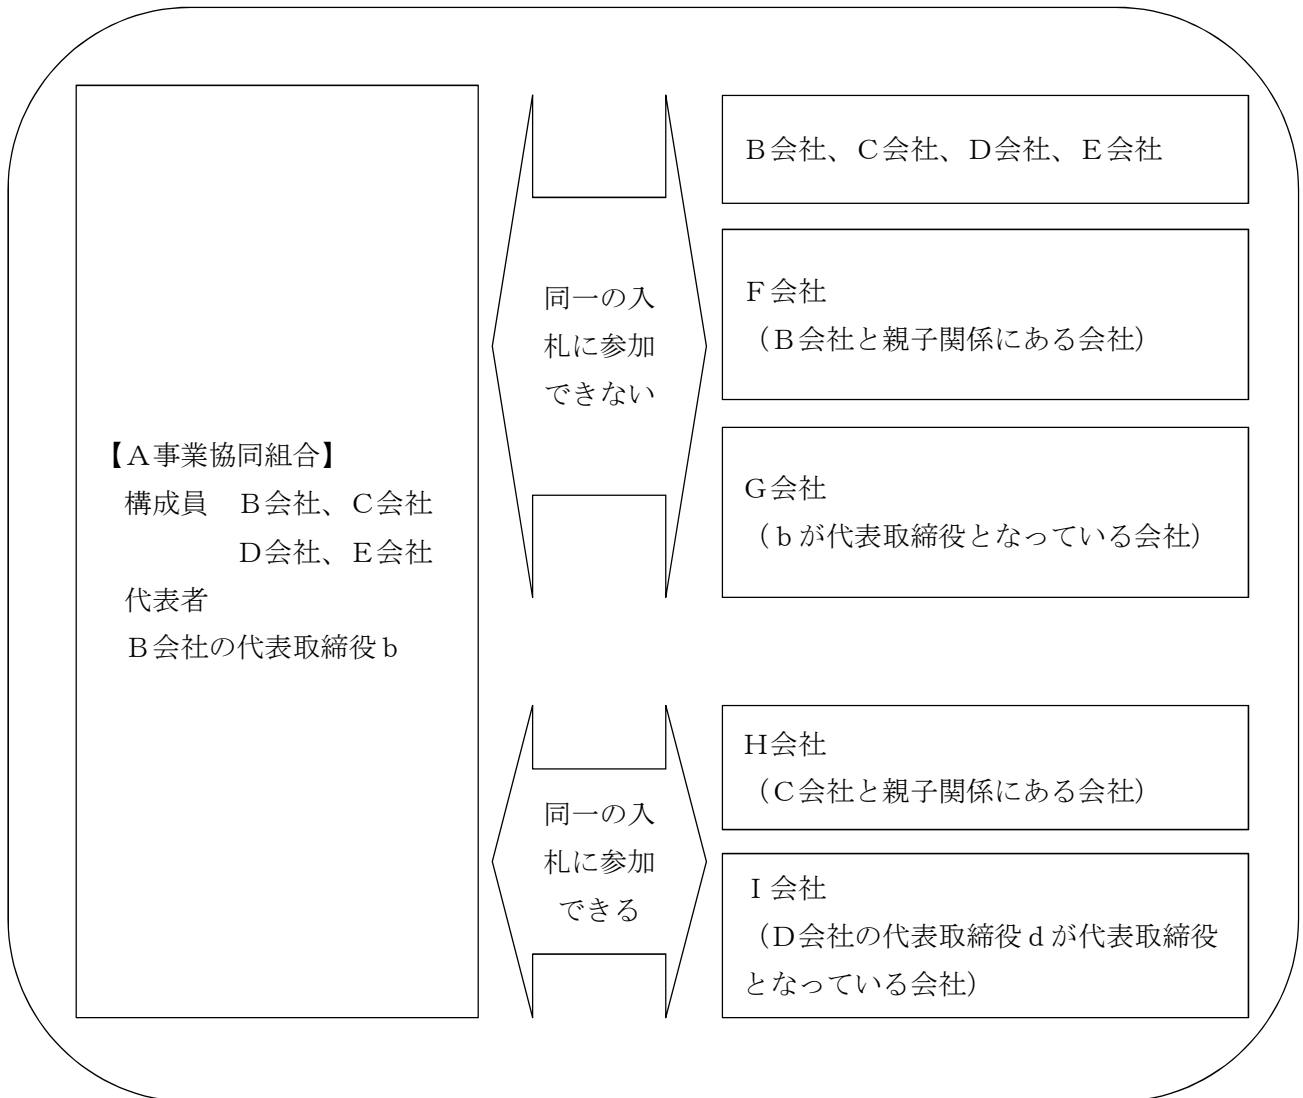 【A事業協同組合】
構成員 B会社、C会社
D会社、E会社
代表者
B会社の代表取締役b
同一の入
札に参加
できない
B会社、C会社、D会社、E会社
F会社
(B会社と親子関係にある会社)
G会社
(bが代表取締役となっている会社)
同一の入
札に参加
できる
H会社
(C会社と親子関係にある会社)
I会社
(D会社の代表取締役dが代表取締役
となっている会社)